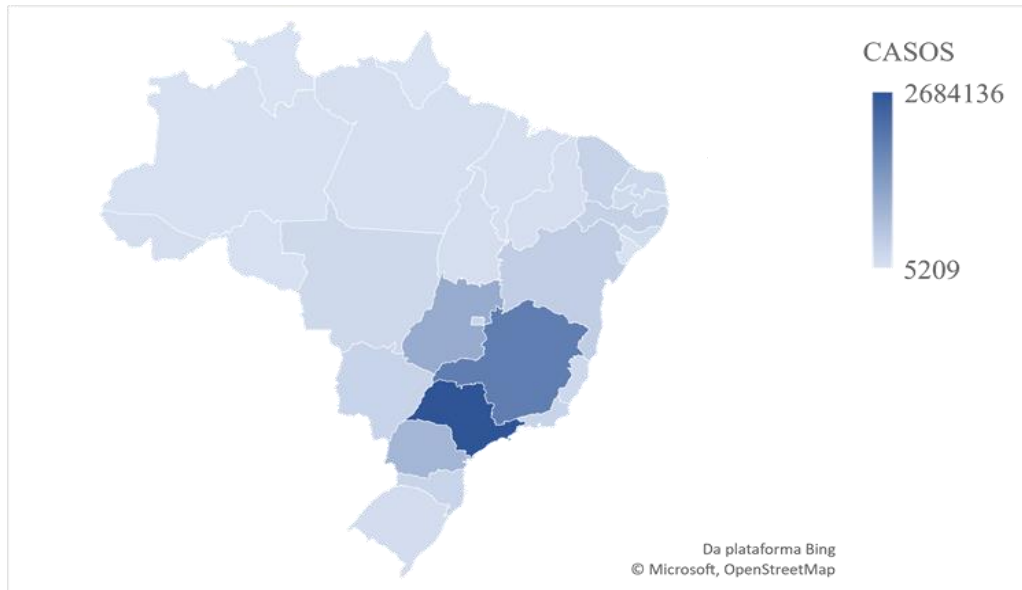 CASOS
2684136
5209
Da plataforma Bing
© Microsoft, OpenStreetMap